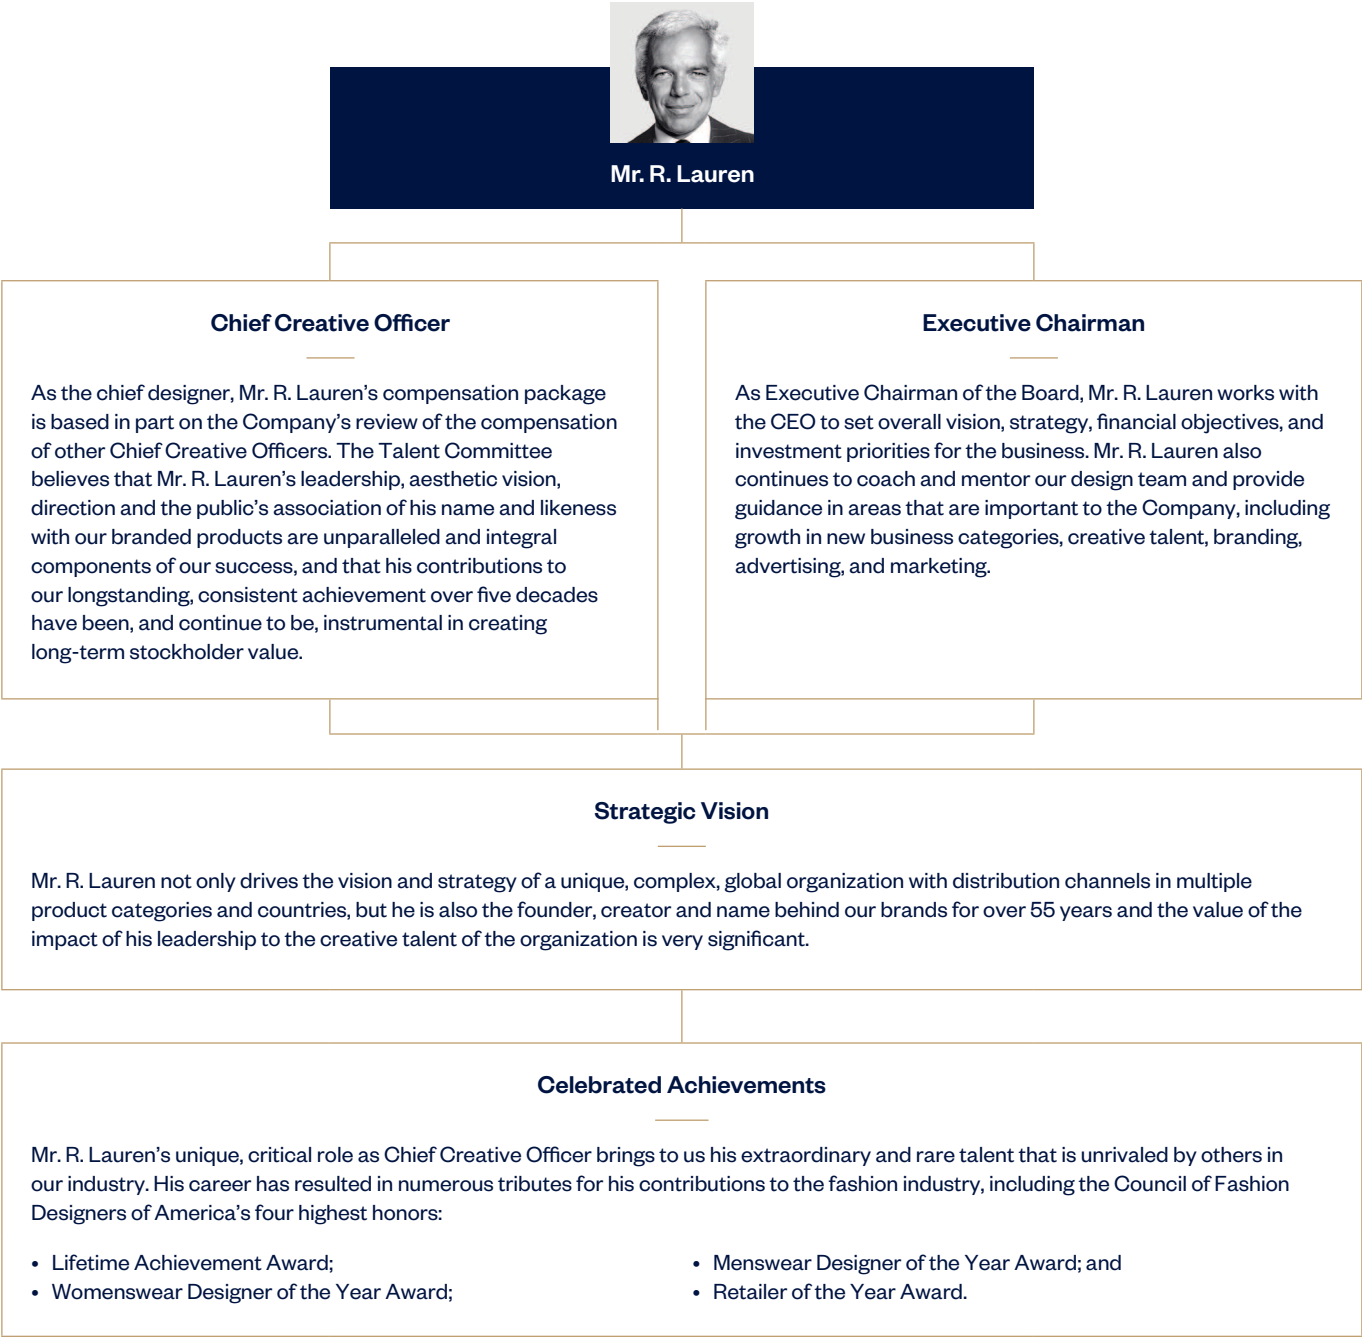 Mr. R. Lauren
Chief Creative Officer
As the chief designer, Mr. R. Lauren’s compensation package
is based in part on the Company’s review of the compensation
of other Chief Creative Officers. The Talent Committee
believes that Mr. R. Lauren’s leadership, aesthetic vision,
direction and the public’s association of his name and likeness
with our branded products are unparalleled and integral
components of our success, and that his contributions to
our longstanding, consistent achievement over five decades
have been, and continue to be, instrumental in creating
long-term stockholder value.
Executive Chairman
As Executive Chairman of the Board, Mr. R. Lauren works with
the CEO to set overall vision, strategy, financial objectives, and
investment priorities for the business. Mr. R. Lauren also
continues to coach and mentor our design team and provide
guidance in areas that are important to the Company, including
growth in new business categories, creative talent, branding,
advertising, and marketing.
Strategic Vision
Mr. R. Lauren not only drives the vision and strategy of a unique, complex, global organization with distribution channels in multiple
product categories and countries, but he is also the founder, creator and name behind our brands for over 55 years and the value of the
impact of his leadership to the creative talent of the organization is very significant.
Celebrated Achievements
Mr. R. Lauren’s unique, critical role as Chief Creative Officer brings to us his extraordinary and rare talent that is unrivaled by others in
our industry. His career has resulted in numerous tributes for his contributions to the fashion industry, including the Council of Fashion
Designers of America’s four highest honors:
• Lifetime Achievement Award;
• Womenswear Designer of the Year Award;
• Menswear Designer of the Year Award; and
• Retailer of the Year Award.